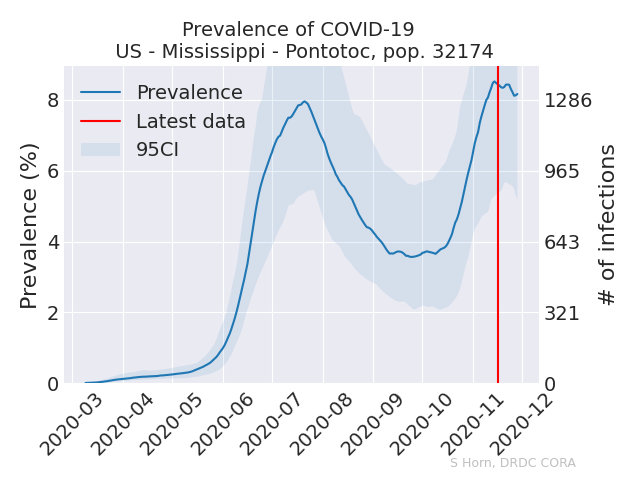 Prevalence of COVID-19
US - Mississippi - Pontotoc, pop. 32174
Prevalence
Latest data
95CI
Prevalence (%)
8
6
4
2
0
1286
965
643
321
0
# of infections
2020-03
2020-04
2020-05
2020-06
2020-07
2020-08
2020-09
2020-10
2020-11
2020-12
S Horn, DRDC CORA